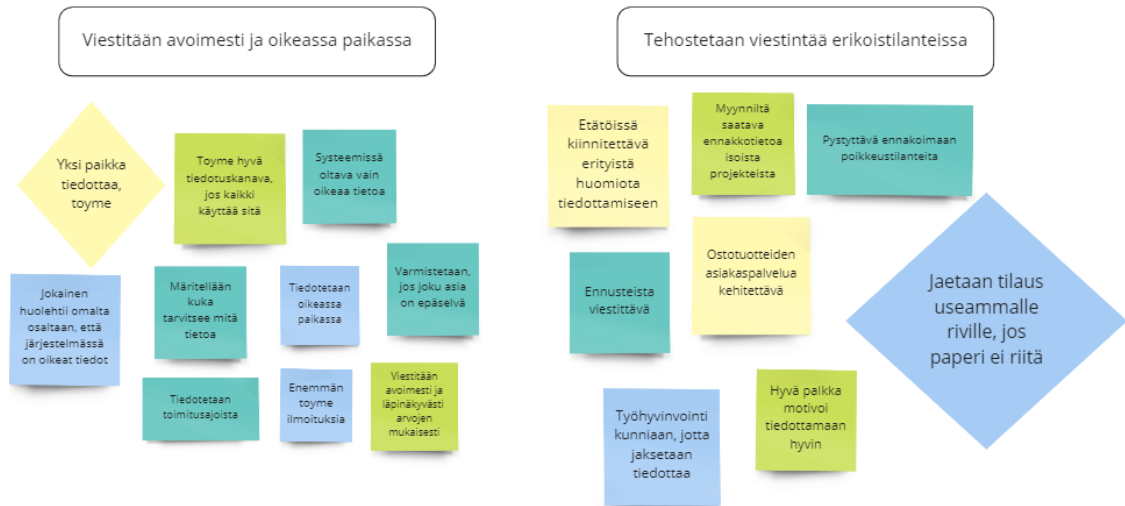 Viestitään avoimesti ja oikeassa paikassa
Yksi paikka
tiedottaa,
toyme
Toyme hyvä
tiedotuskanava,
jos kaikki
käyttää sitä
Systeemissä
oltava vain
oikeaa tietoa
Jokainen
huolehtii omalta
osaltaan, että
järjestelmässä
on oikeat tiedot
Märitellään
kuka
tarvitsee mitä
tietoa
Tiedotetaan
oikeassa
paikassa
Varmistetaan,
jos joku asia
on epäselvä
Tiedotetaan
toimitusajoista
Enemmän
toyme
ilmoituksia
Viestitään
avoimesti ja
läpinäkyvästi
arvojen
mukaisesti
Tehostetaan viestintää erikoistilanteissa
Etätöissä
kiinnitettävä
erityistä
huomiota
tiedottamiseen
Myynniltä
saatava
ennakkotietoa
isoista
projekteista
Pystyttävä ennakoimaan
poikkeustilanteita
Ennusteista
viestittävä
Ostotuotteiden
asiakaspalvelua
kehitettävä
Jaetaan tilaus
useammalle
riville, jos
paperi ei riitä
Työhyvinvointi
kunniaan, jotta
jaksetaan
tiedottaa
Hyvä palkka
motivoi
tiedottamaan
hyvin